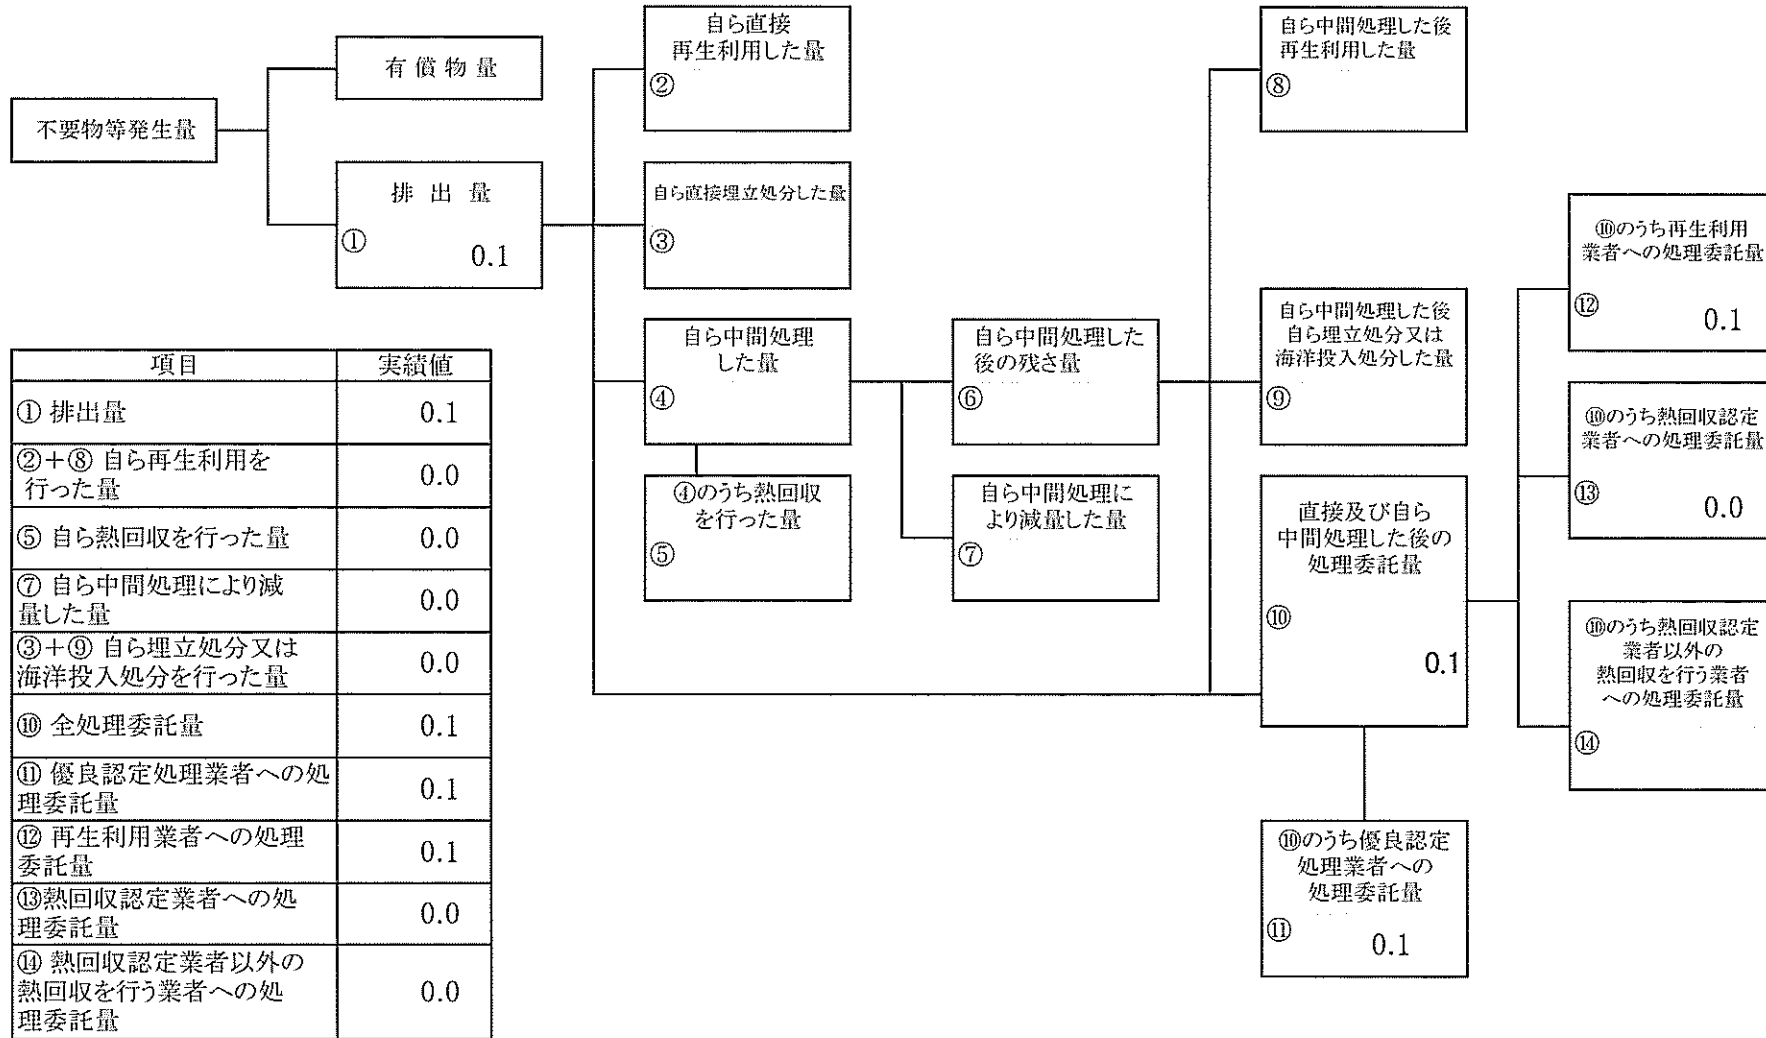 不要物等発生量
有償物量
排出量
①
0.1
自ら直接
再生利用した量
②
自ら直接埋立処分した量
③
自ら中間処理
した量
④
④のうち熱回収
を行った量
⑤
自ら中間処理した
後の残さ量
⑥
自ら中間処理に
より減量した量
⑦
自ら中間処理した後
再生利用した量
⑧
自ら中間処理した後
自ら埋立処分又は
海洋投入処分した量
⑨
直接及び自ら
中間処理した後の
処理委託量
⑩
0.1
⑩のうち優良認定
処理業者への
処理委託量
⑪
0.1
⑩のうち再生利用
業者への処理委託量
⑫
0.1
⑩のうち熱回収認定
業者への処理委託量
⑬
0.0
⑩のうち熱回収認定
業者以外の
熱回収を行う業者
への処理委託量
⑭
項目 実績値
① 排出量 0.1
②+⑧ 自ら再生利用を
行った量 0.0
⑤ 自ら熱回収を行った量 0.0
⑦ 自ら中間処理により減
量した量 0.0
③+⑨ 自ら埋立処分又は
海洋投入処分を行った量 0.0
⑩ 全処理委託量 0.1
⑪ 優良認定処理業者への処
理委託量 0.1
⑫ 再生利用業者への処理
委託量 0.1
⑬熱回収認定業者への処
理委託量 0.0
⑭ 熱回収認定業者以外の
熱回収を行う業者への処
理委託量 0.0